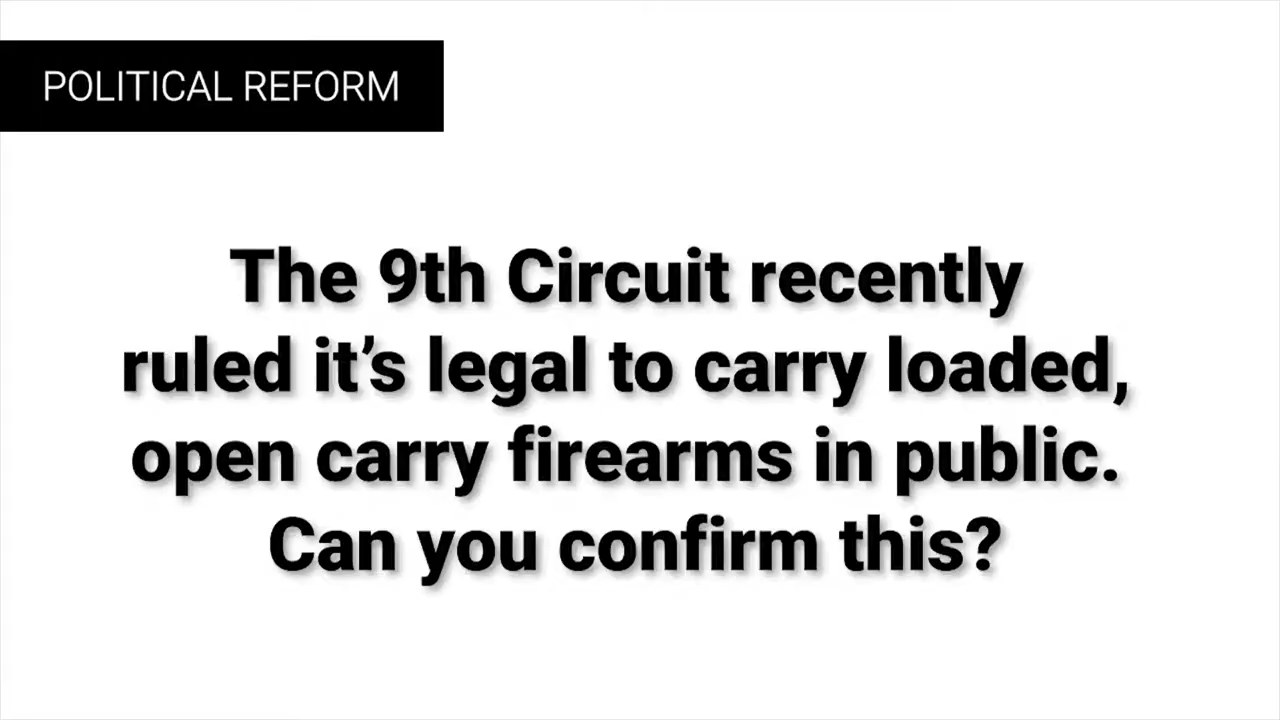 POLITICAL REFORM
The 9th Circuit recently
ruled it’s legal to carry loaded,
open carry firearms in public.
Can you confirm this?